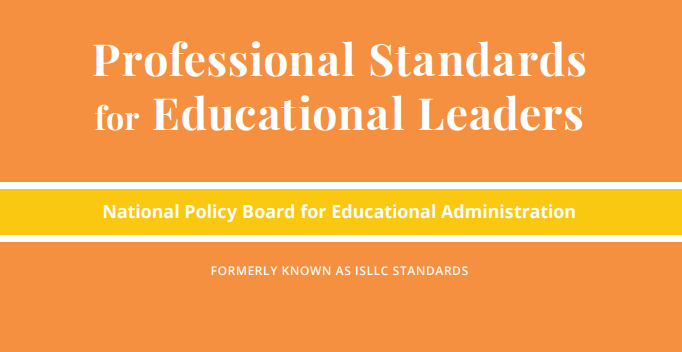 Professional Standards
for Educational Leaders
National Policy Board for Educational Administration
FORMERLY KNOWN AS ISLLC STANDARDS